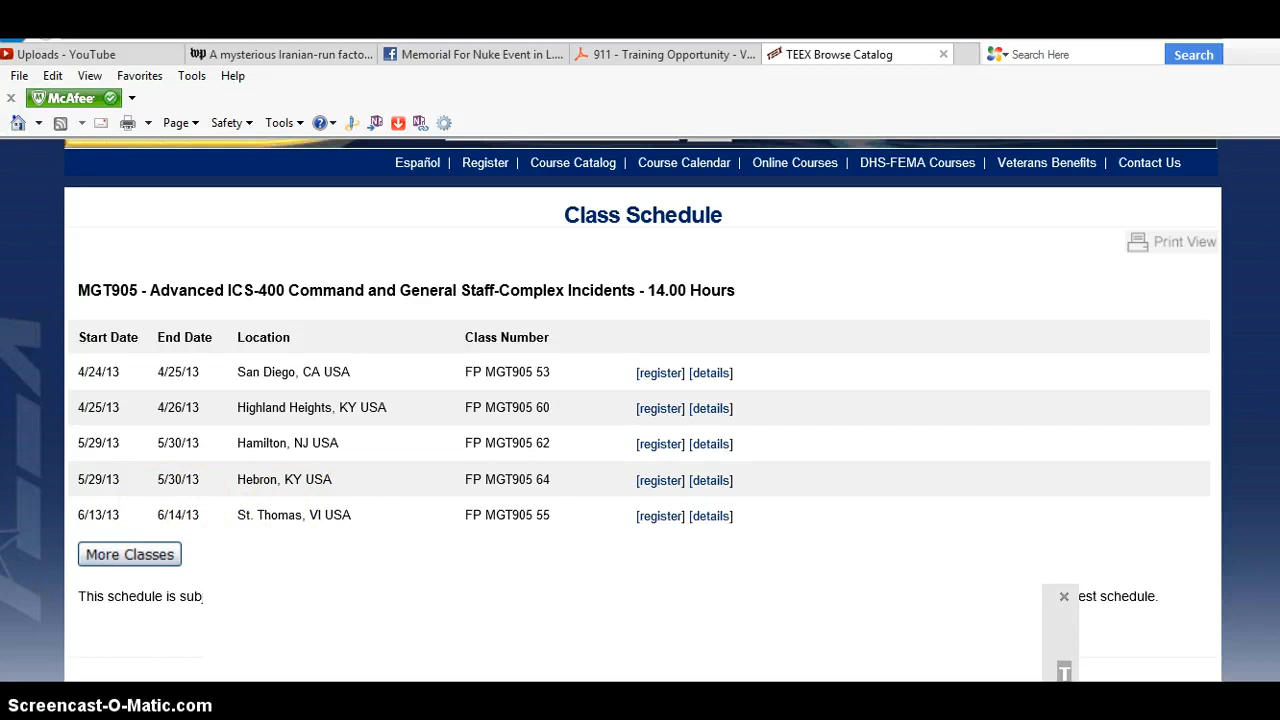 Uploads - YouTube
wp A mysterious Iranian-run facto...
Memorial For Nuke Event in L....
911 - Training Opportunity - V...
TEEX Browse Catalog
Search Here
Search
File Edit View Favorites Tools Help
McAfee
Page Safety Tools
Español | Register | Course Catalog | Course Calendar | Online Courses | DHS-FEMA Courses | Veterans Benefits | Contact Us
Class Schedule
Print View
MGT905 - Advanced ICS-400 Command and General Staff-Complex Incidents - 14.00 Hours
Start Date End Date Location Class Number
4/24/13 4/25/13 San Diego, CA USA FP MGT905 53 [register] [details]
4/25/13 4/26/13 Highland Heights, KY USA FP MGT905 60 [register] [details]
5/29/13 5/30/13 Hamilton, NJ USA FP MGT905 62 [register] [details]
5/29/13 5/30/13 Hebron, KY USA FP MGT905 64 [register] [details]
6/13/13 6/14/13 St. Thomas, VI USA FP MGT905 55 [register] [details]
More Classes
This schedule is sub est schedule.
T
Screencast-O-Matic.com